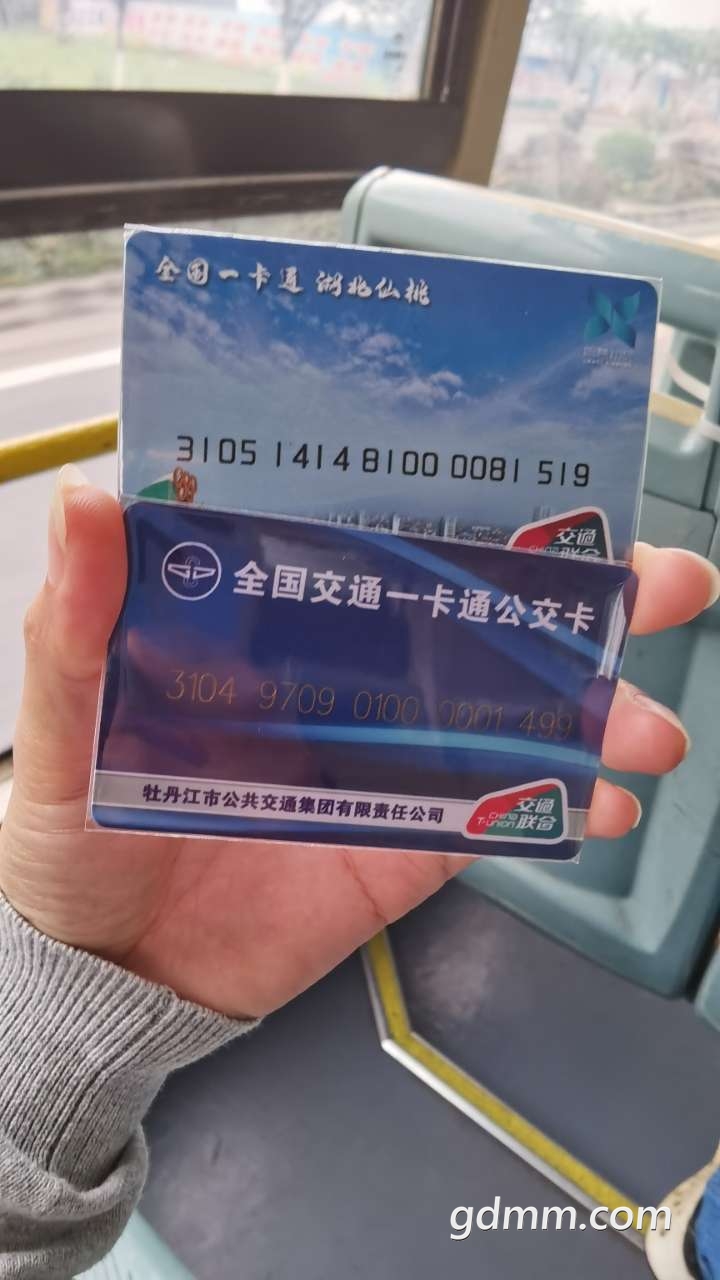 全国一卡通 湖北仙桃
3105 1414 8100 0081 519
交通
联合
全国交通一卡通公交卡
3104 9709 0100 0001 499
牡丹江市公共交通集团有限责任公司
交通
CHINA
T-UNION 联合
gdmm.com